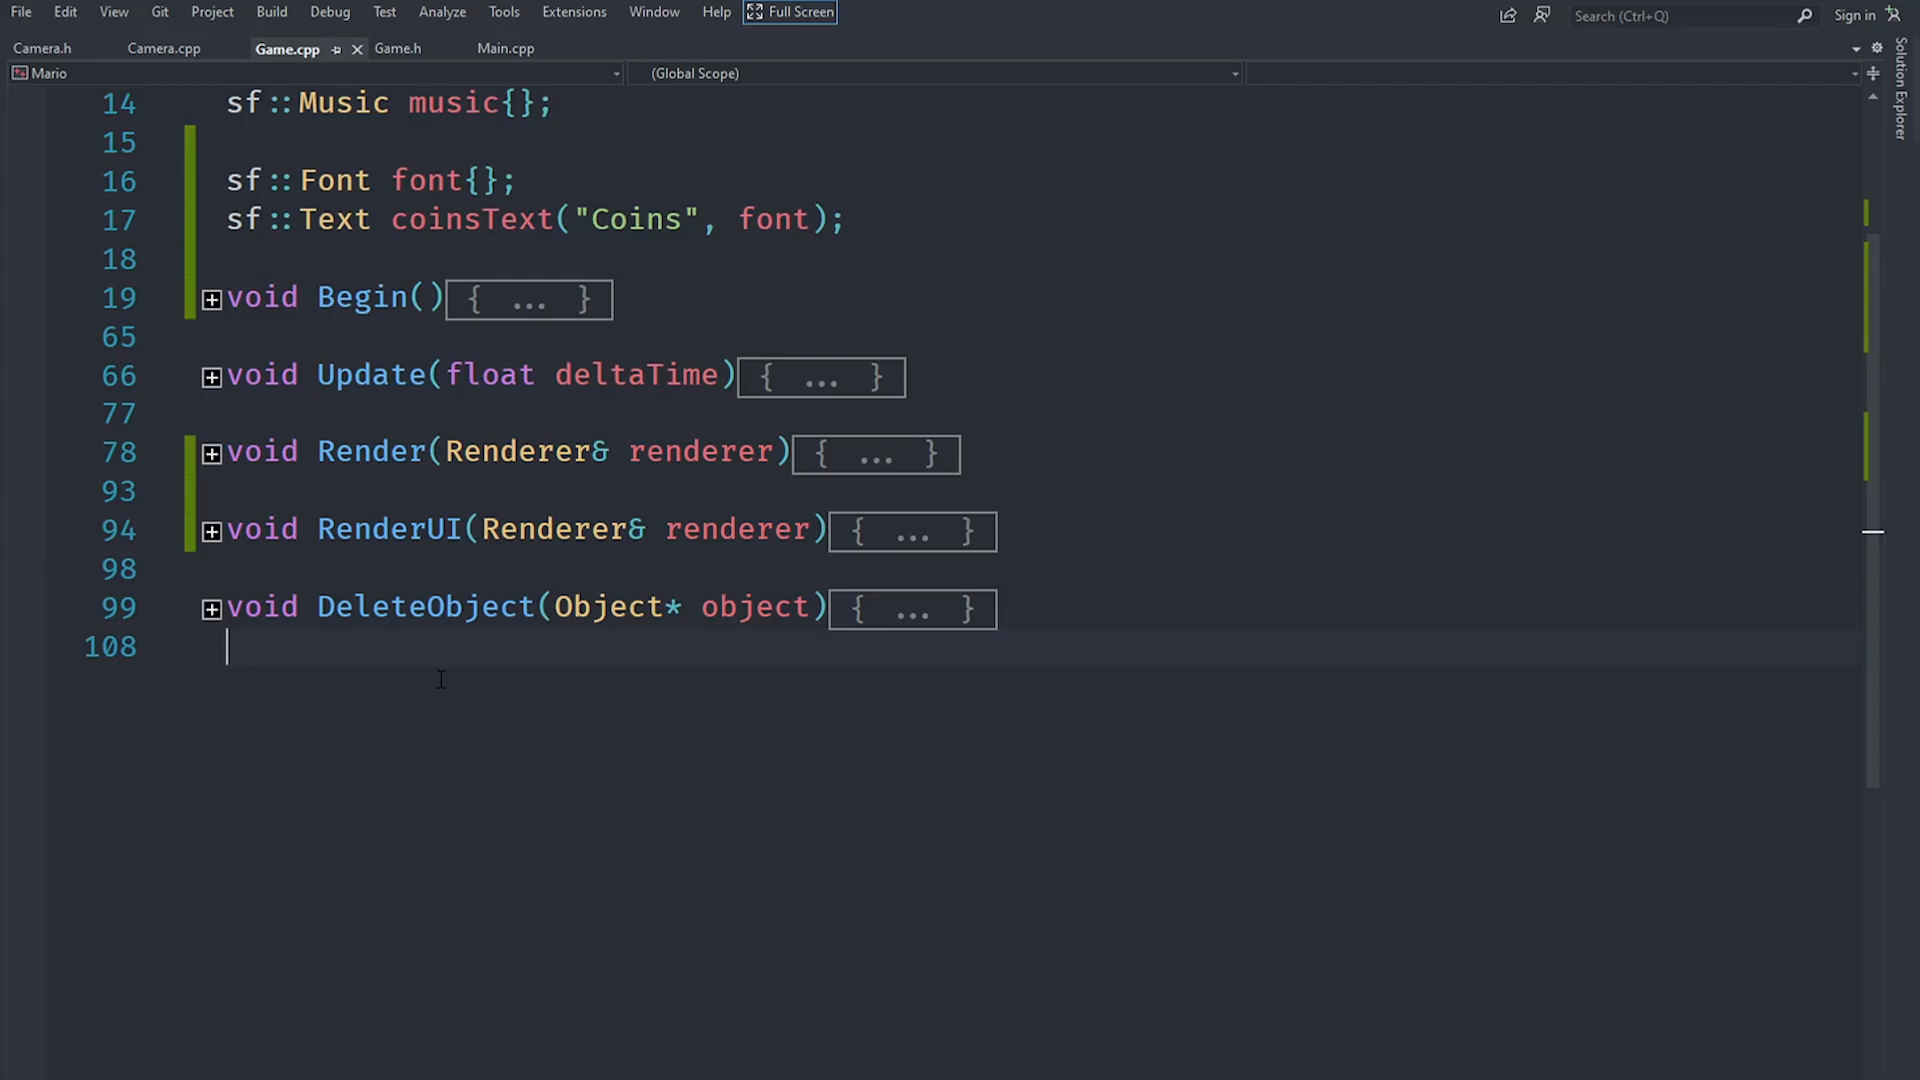 File Edit View Git Project Build Debug Test Analyze Tools Extensions Window Help Full Screen Search (Ctrl+Q) Sign in
Camera.h Camera.cpp Game.cpp Game.h Main.cpp
Mario (Global Scope)
Solution Explorer
14 sf::Music music{};
15
16 sf::Font font{};
17 sf::Text coinsText("Coins", font);
18
19 void Begin(){ ... }
65
66 void Update(float deltaTime){ ... }
77
78 void Render(Renderer& renderer){ ... }
93
94 void RenderUI(Renderer& renderer){ ... }
98
99 void DeleteObject(Object* object){ ... }
108